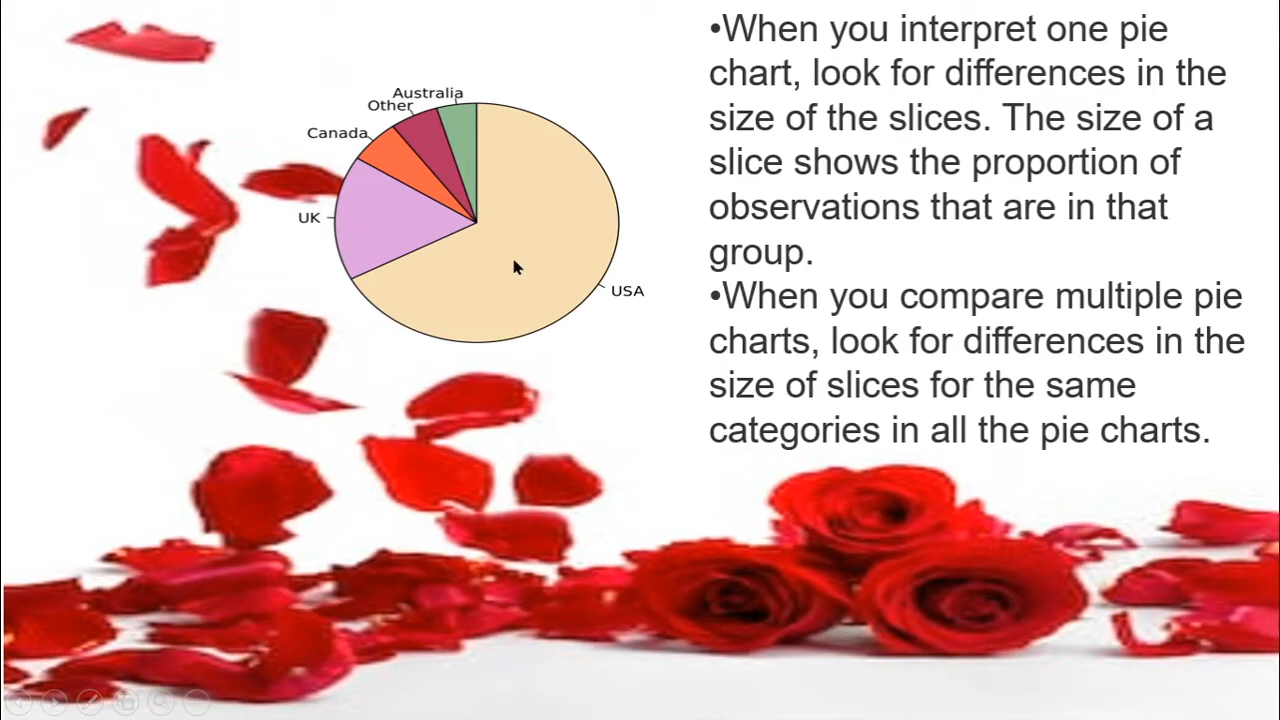 Australia
Other
Canada
UK
USA
•When you interpret one pie
chart, look for differences in the
size of the slices. The size of a
slice shows the proportion of
observations that are in that
group.
•When you compare multiple pie
charts, look for differences in the
size of slices for the same
categories in all the pie charts.